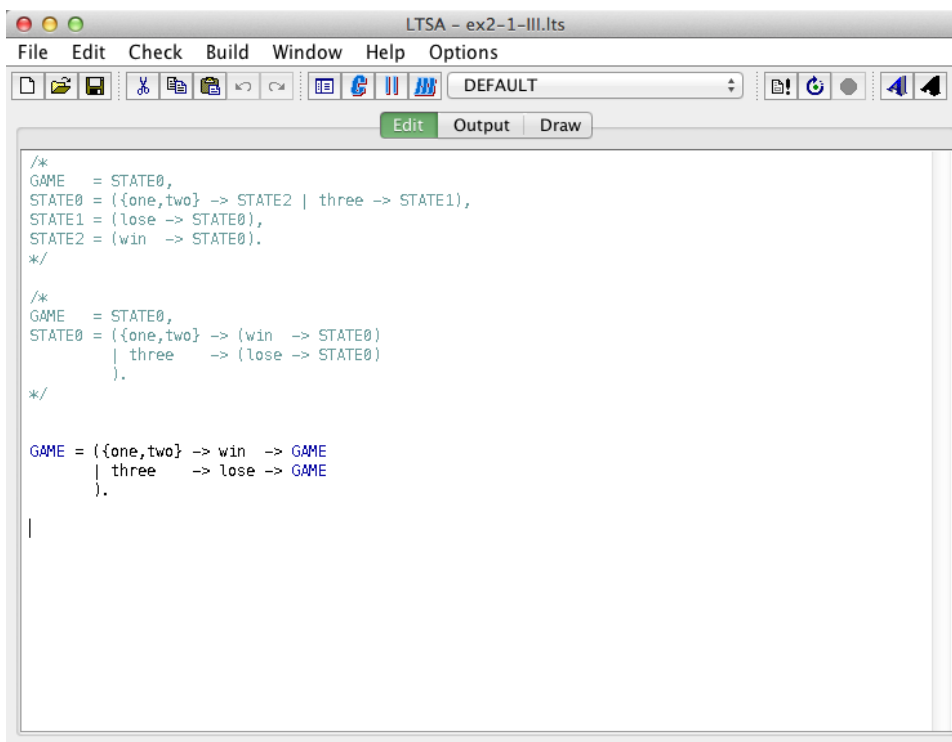 LTSA – ex2-1-III.lts
File Edit Check Build Window Help Options
DEFAULT
Edit Output Draw
/*
GAME   = STATE0,
STATE0 = ({one,two} -> STATE2 | three -> STATE1),
STATE1 = (lose -> STATE0),
STATE2 = (win  -> STATE0).
*/
/*
GAME   = STATE0,
STATE0 = ({one,two} -> (win  -> STATE0)
         | three    -> (lose -> STATE0)
         ).
*/
GAME = ({one,two} -> win  -> GAME
       | three    -> lose -> GAME
       ).